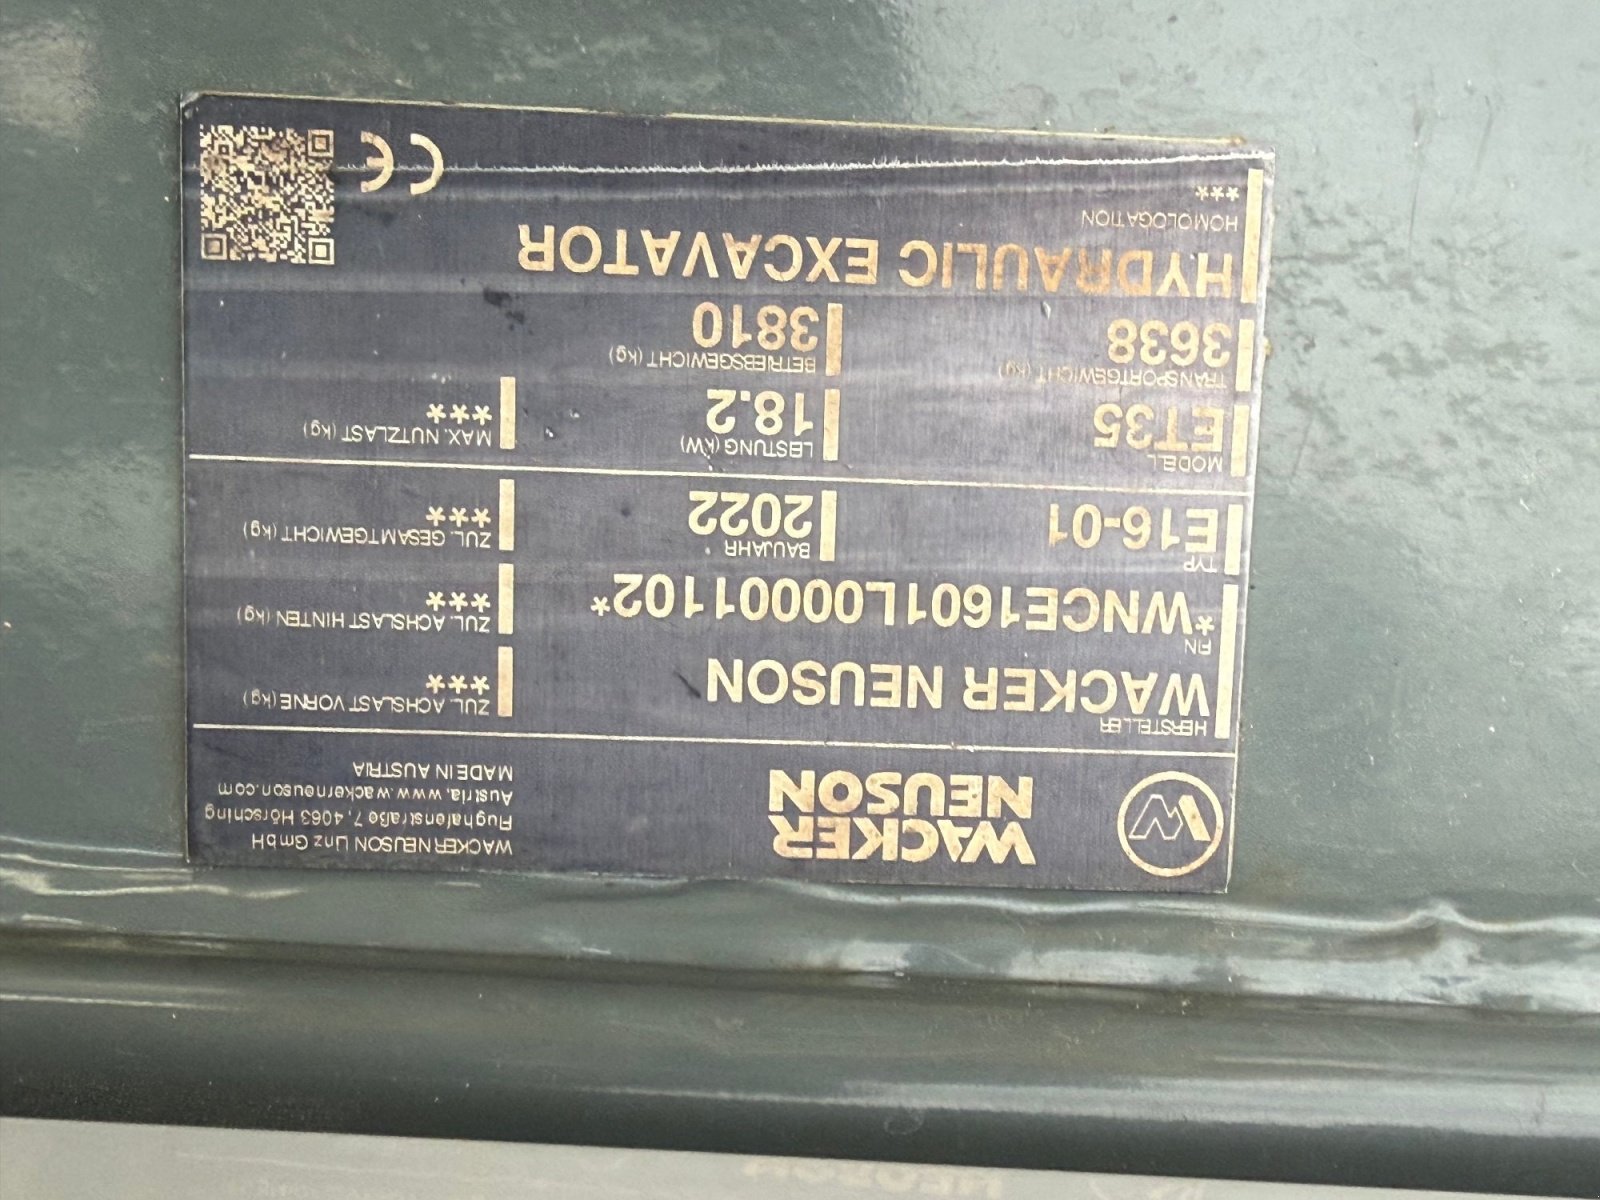 WACKER
NEUSON
WACKER NEUSON Linz GmbH
Flughafenstraße 7, 4063 Hörsching
Austria, www.wackerneuson.com
MADE IN AUSTRIA
HERSTELLER
WACKER NEUSON
FIN
*WNCE1601L00001102*
TYP
E16-01
BAUJAHR
2022
MODELL
ET35
LEISTUNG (kW)
18.2
TRANSPORTGEWICHT (kg)
3638
BETRIEBSGEWICHT (kg)
3810
HYDRAULIC EXCAVATOR
HOMOLOGATION
***
ZUL. ACHSLAST VORNE (kg)
***
ZUL. ACHSLAST HINTEN (kg)
***
ZUL. GESAMTGEWICHT (kg)
***
MAX. NUTZLAST (kg)
***
CE